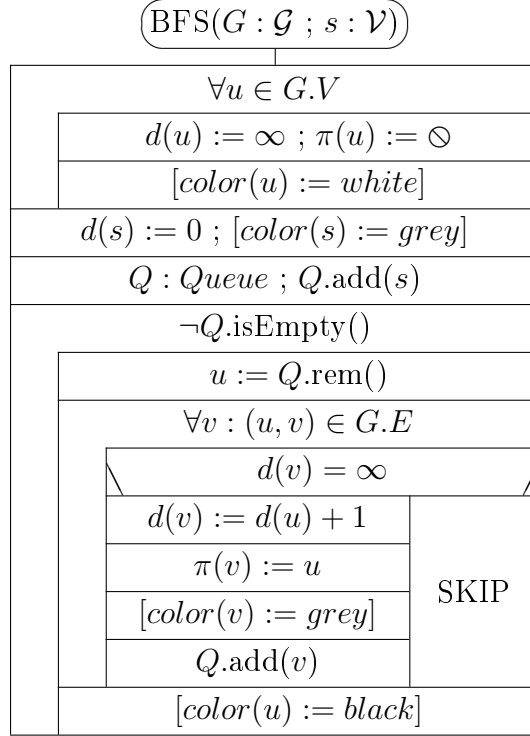 BFS(G : 𝒢 ; s : 𝒱)
∀u ∈ G.V
d(u) := ∞ ; π(u) := ⦸
[color(u) := white]
d(s) := 0 ; [color(s) := grey]
Q : Queue ; Q.add(s)
¬Q.isEmpty()
u := Q.rem()
∀v : (u, v) ∈ G.E
d(v) = ∞
d(v) := d(u) + 1
π(v) := u
[color(v) := grey]
Q.add(v)
SKIP
[color(u) := black]